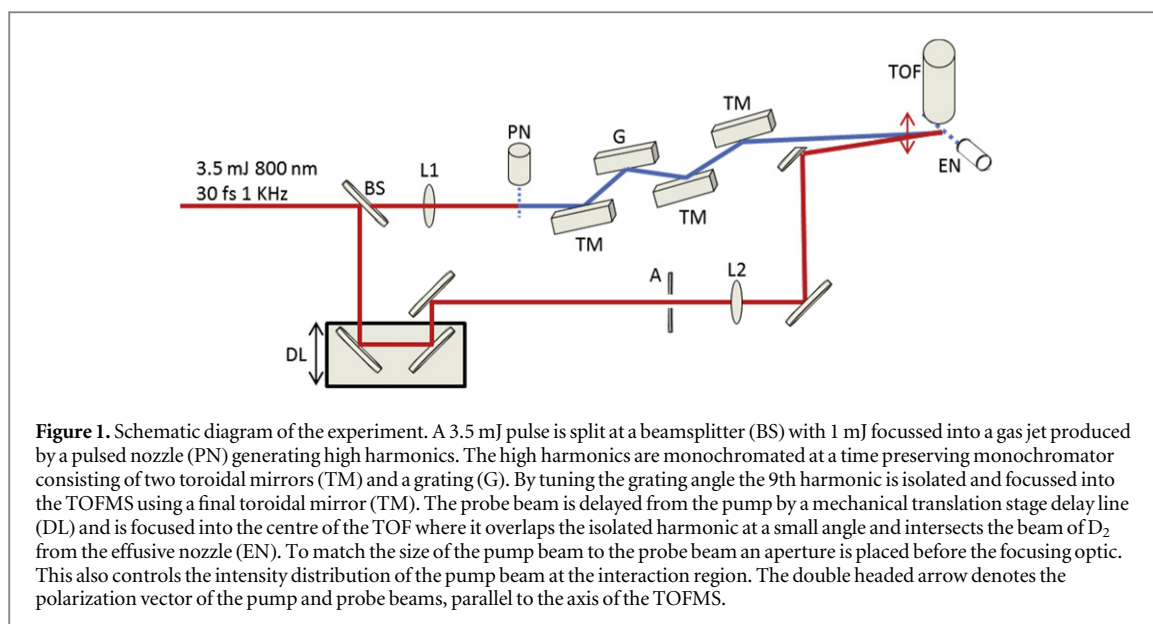 TOF
TM
PN
G
EN
3.5 mJ 800 nm
30 fs 1 KHz
BS
L1
TM
TM
A
L2
DL
Figure 1. Schematic diagram of the experiment. A 3.5 mJ pulse is split at a beamsplitter (BS) with 1 mJ focussed into a gas jet produced
by a pulsed nozzle (PN) generating high harmonics. The high harmonics are monochromated at a time preserving monochromator
consisting of two toroidal mirrors (TM) and a grating (G). By tuning the grating angle the 9th harmonic is isolated and focussed into
the TOFMS using a final toroidal mirror (TM). The probe beam is delayed from the pump by a mechanical translation stage delay line
(DL) and is focused into the centre of the TOF where it overlaps the isolated harmonic at a small angle and intersects the beam of D₂
from the effusive nozzle (EN). To match the size of the pump beam to the probe beam an aperture is placed before the focusing optic.
This also controls the intensity distribution of the pump beam at the interaction region. The double headed arrow denotes the
polarization vector of the pump and probe beams, parallel to the axis of the TOFMS.